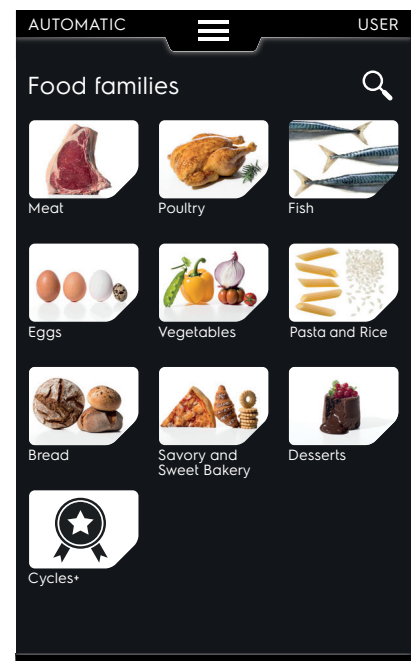 AUTOMATIC
USER
Food families
Meat
Poultry
Fish
Eggs
Vegetables
Pasta and Rice
Bread
Savory and
Sweet Bakery
Desserts
Cycles+